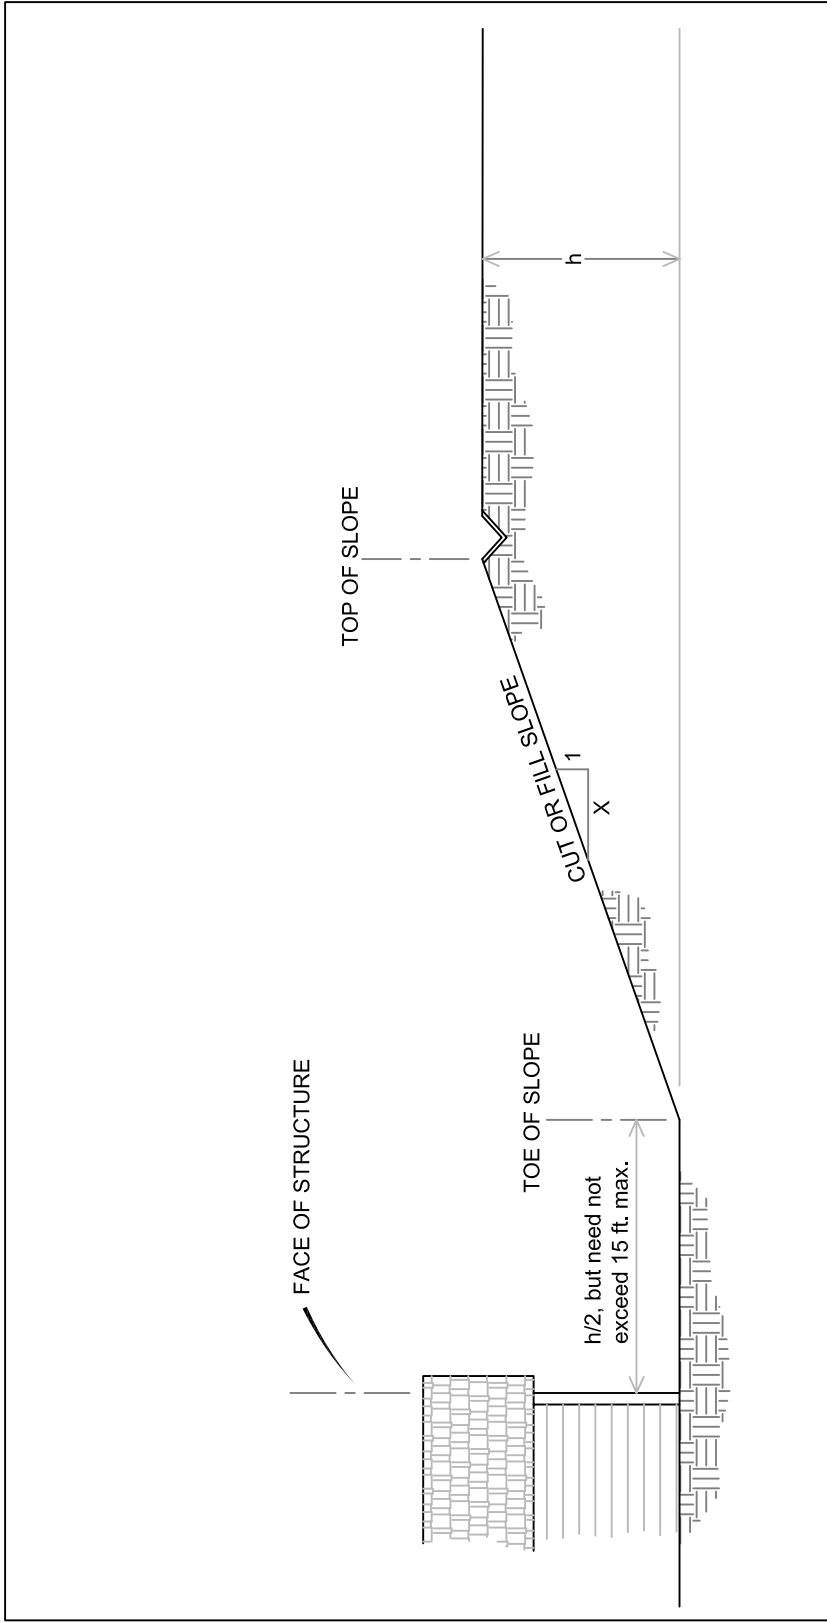 FACE OF STRUCTURE
TOP OF SLOPE
TOE OF SLOPE
CUT OR FILL SLOPE
1
X
h
h/2, but need not
exceed 15 ft. max.